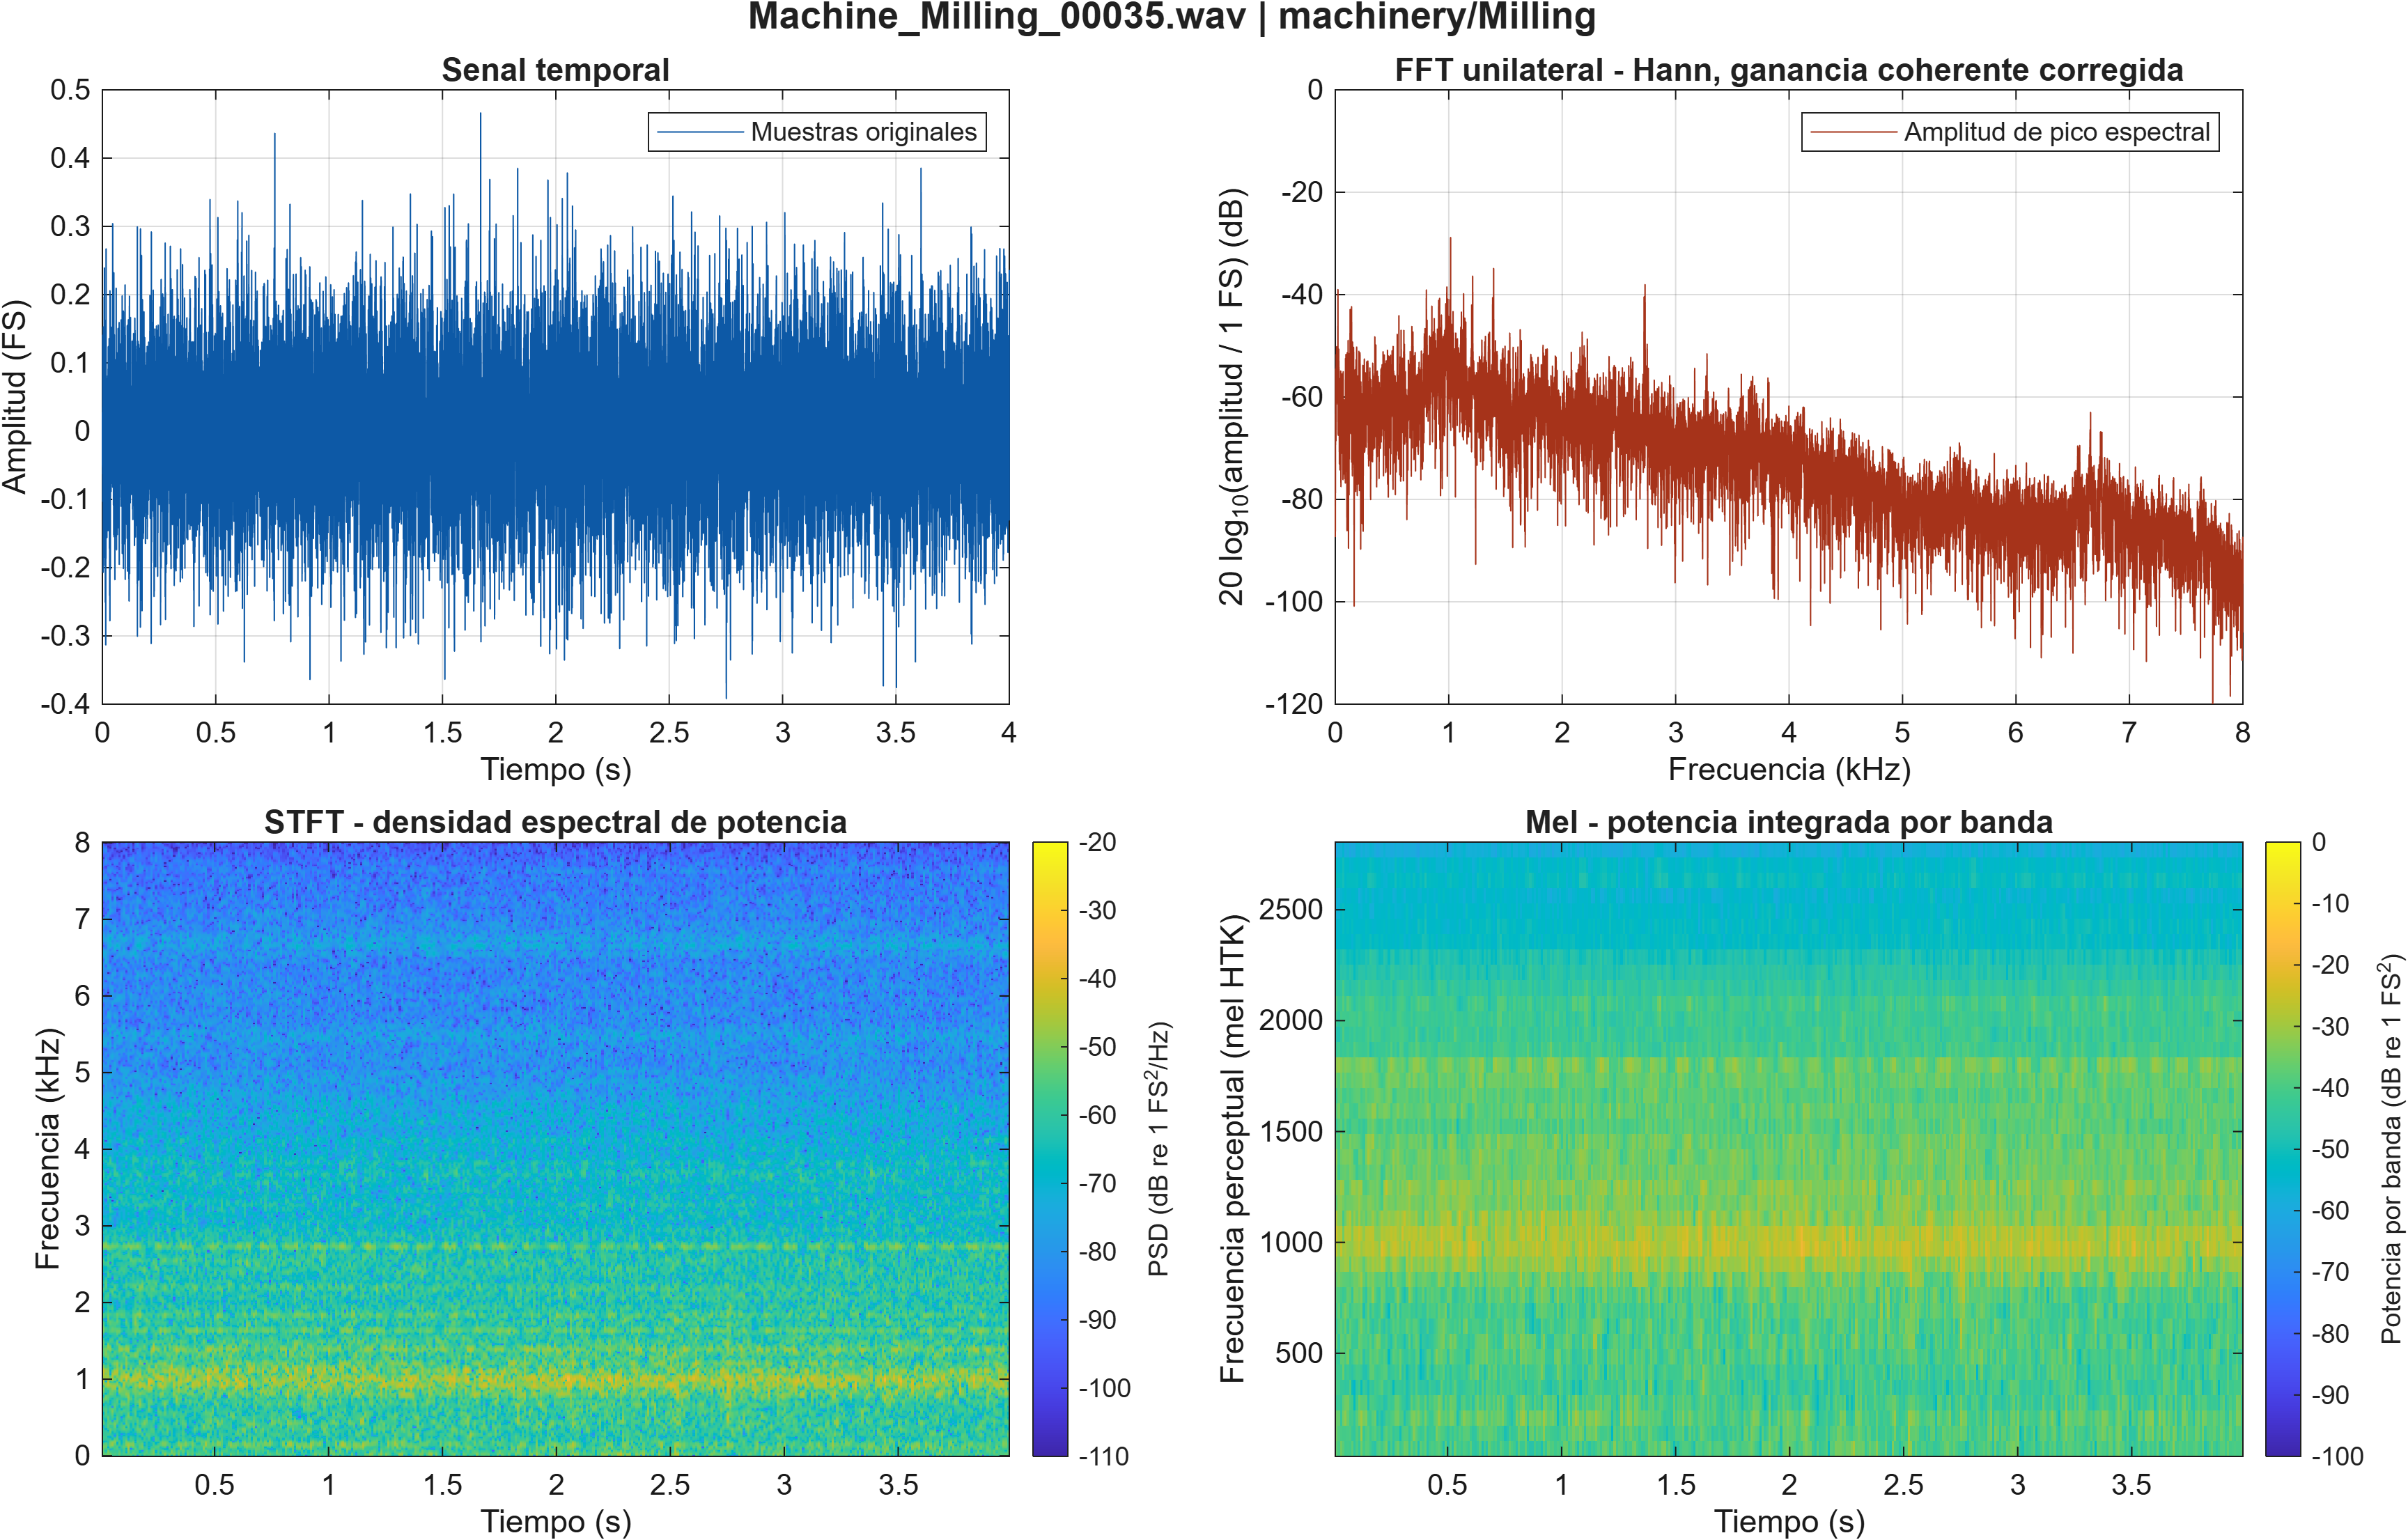 Machine_Milling_00035.wav | machinery/Milling
Senal temporal
Muestras originales
Amplitud (FS)
0.5
0.4
0.3
0.2
0.1
0
-0.1
-0.2
-0.3
-0.4
0 0.5 1 1.5 2 2.5 3 3.5 4
Tiempo (s)
FFT unilateral - Hann, ganancia coherente corregida
Amplitud de pico espectral
20 log10(amplitud / 1 FS) (dB)
0
-20
-40
-60
-80
-100
-120
0 1 2 3 4 5 6 7 8
Frecuencia (kHz)
STFT - densidad espectral de potencia
Frecuencia (kHz)
8
7
6
5
4
3
2
1
0
0.5 1 1.5 2 2.5 3 3.5
Tiempo (s)
-20
-30
-40
-50
-60
-70
-80
-90
-100
-110
PSD (dB re 1 FS²/Hz)
Mel - potencia integrada por banda
Frecuencia perceptual (mel HTK)
2500
2000
1500
1000
500
0.5 1 1.5 2 2.5 3 3.5
Tiempo (s)
0
-10
-20
-30
-40
-50
-60
-70
-80
-90
-100
Potencia por banda (dB re 1 FS²)